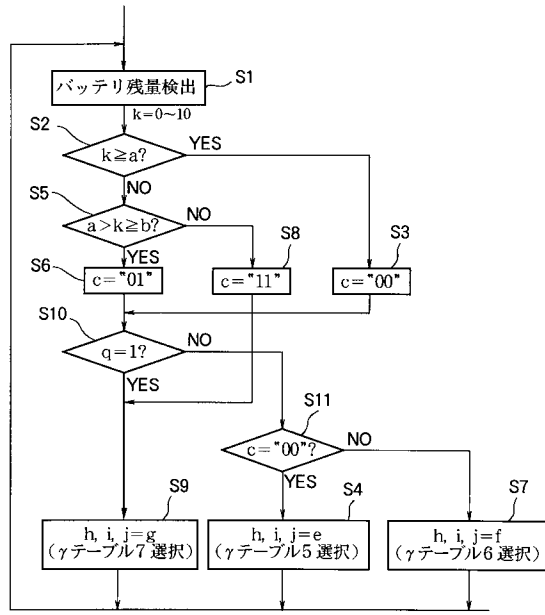 S1
バッテリ残量検出
k=0~10
S2
k≧a?
YES
NO
S5
a>k≧b?
NO
YES
S8
S3
S6
c="01"
c="11"
c="00"
S10
q=1?
NO
YES
S11
c="00"?
NO
YES
S9
S4
S7
h, i, j=g
(γテーブル7選択)
h, i, j=e
(γテーブル5選択)
h, i, j=f
(γテーブル6選択)